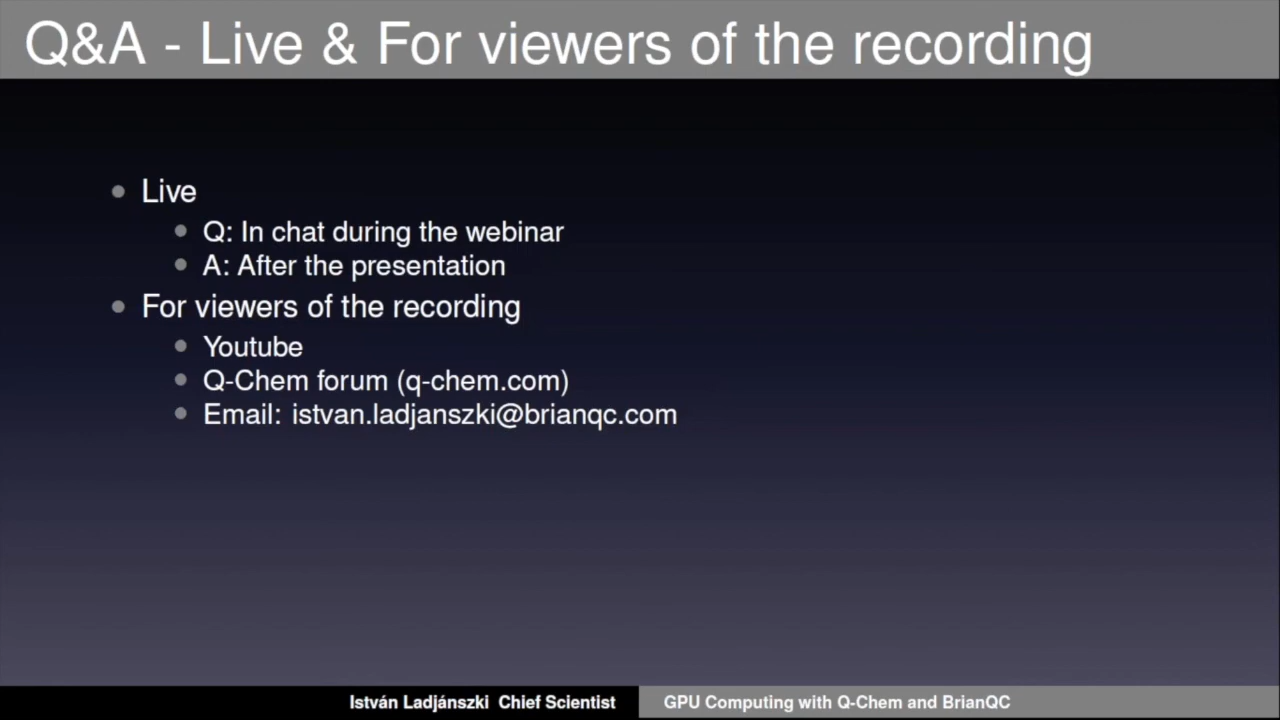 Q&A - Live & For viewers of the recording
Live
Q: In chat during the webinar
A: After the presentation
For viewers of the recording
Youtube
Q-Chem forum (q-chem.com)
Email: istvan.ladjanszki@brianqc.com
István Ladjánszki Chief Scientist
GPU Computing with Q-Chem and BrianQC